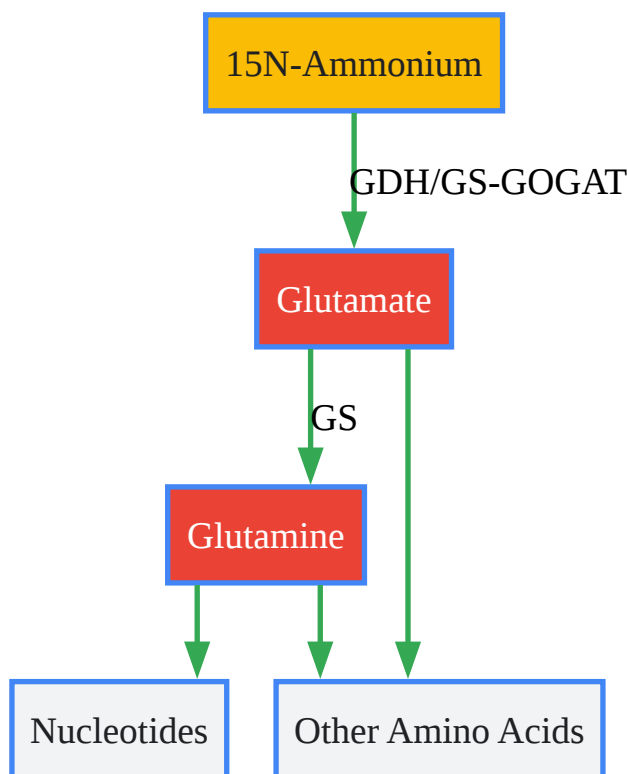 15N-Ammonium
GDH/GS-GOGAT
Glutamate
GS
Glutamine
Nucleotides
Other Amino Acids